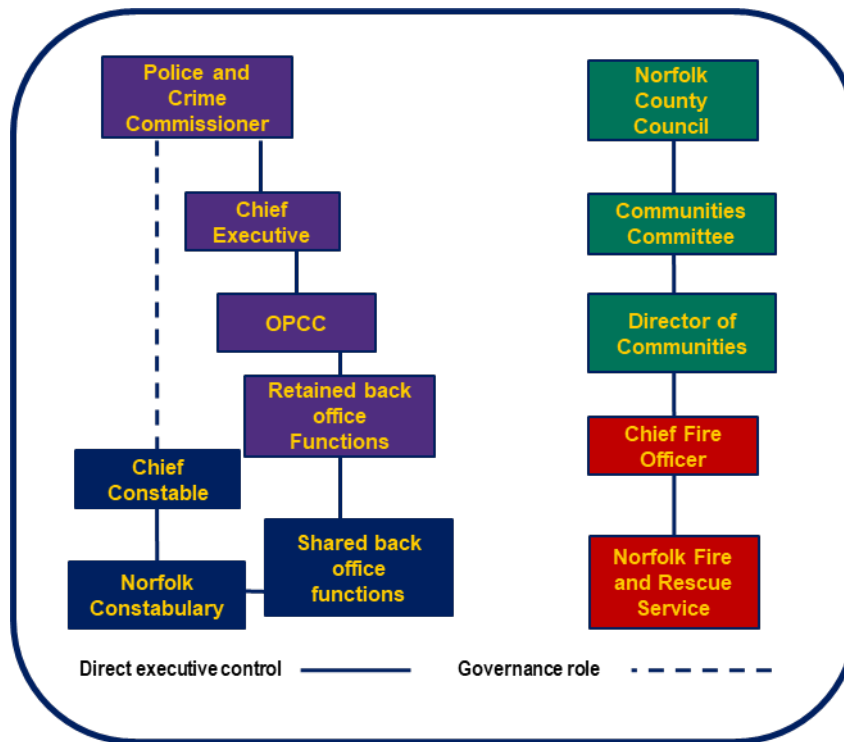 Police and
Crime
Commissioner
Chief
Executive
OPCC
Retained back
office
Functions
Chief
Constable
Norfolk
Constabulary
Shared back
office
functions
Norfolk
County
Council
Communities
Committee
Director of
Communities
Chief Fire
Officer
Norfolk Fire
and Rescue
Service
Direct executive control
Governance role